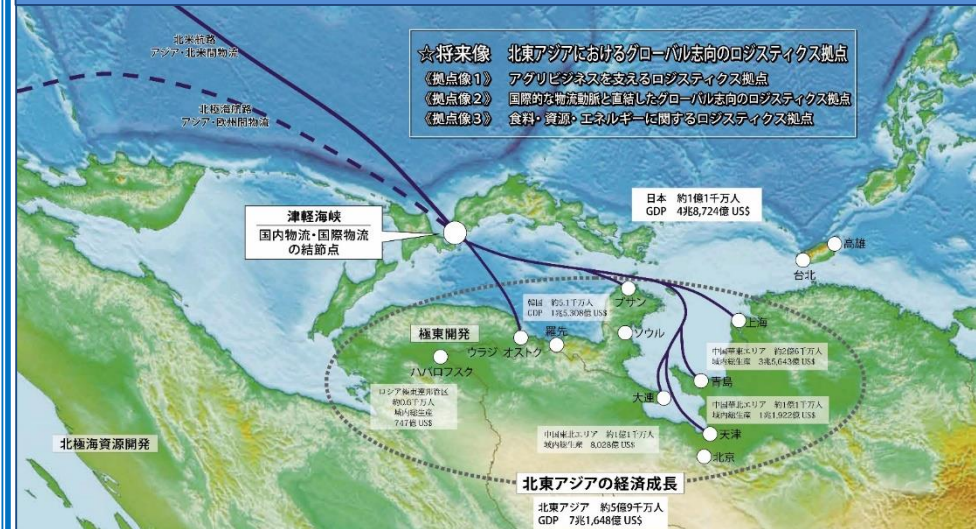 北米航路
アジア・北米間物流
北極海航路
アジア・欧州間物流
☆将来像 北東アジアにおけるグローバル志向のロジスティクス拠点
《拠点像1》 アグリビジネスを支えるロジスティクス拠点
《拠点像2》 国際的な物流動脈と直結したグローバル志向のロジスティクス拠点
《拠点像3》 食料・資源・エネルギーに関するロジスティクス拠点
津軽海峡
国内物流・国際物流
の結節点
日本 約1億1千万人
GDP 4兆8,724億 US$
高雄
台北
韓国 約5.1千万人
GDP 1兆5,308億 US$
プサン
上海
極東開発
ウラジオストク
羅先
ソウル
ハバロフスク
中国華東エリア 約2億6千万人
域内総生産 3兆5,643億 US$
青島
ロシア極東連邦管区
約0.6千万人
域内総生産
747億 US$
大連
中国華北エリア 約1億1千万人
域内総生産 1兆1,922億 US$
天津
中国東北エリア 約1億1千万人
域内総生産 8,028億 US$
北京
北極海資源開発
北東アジアの経済成長
北東アジア 約5億9千万人
GDP 7兆1,648億 US$